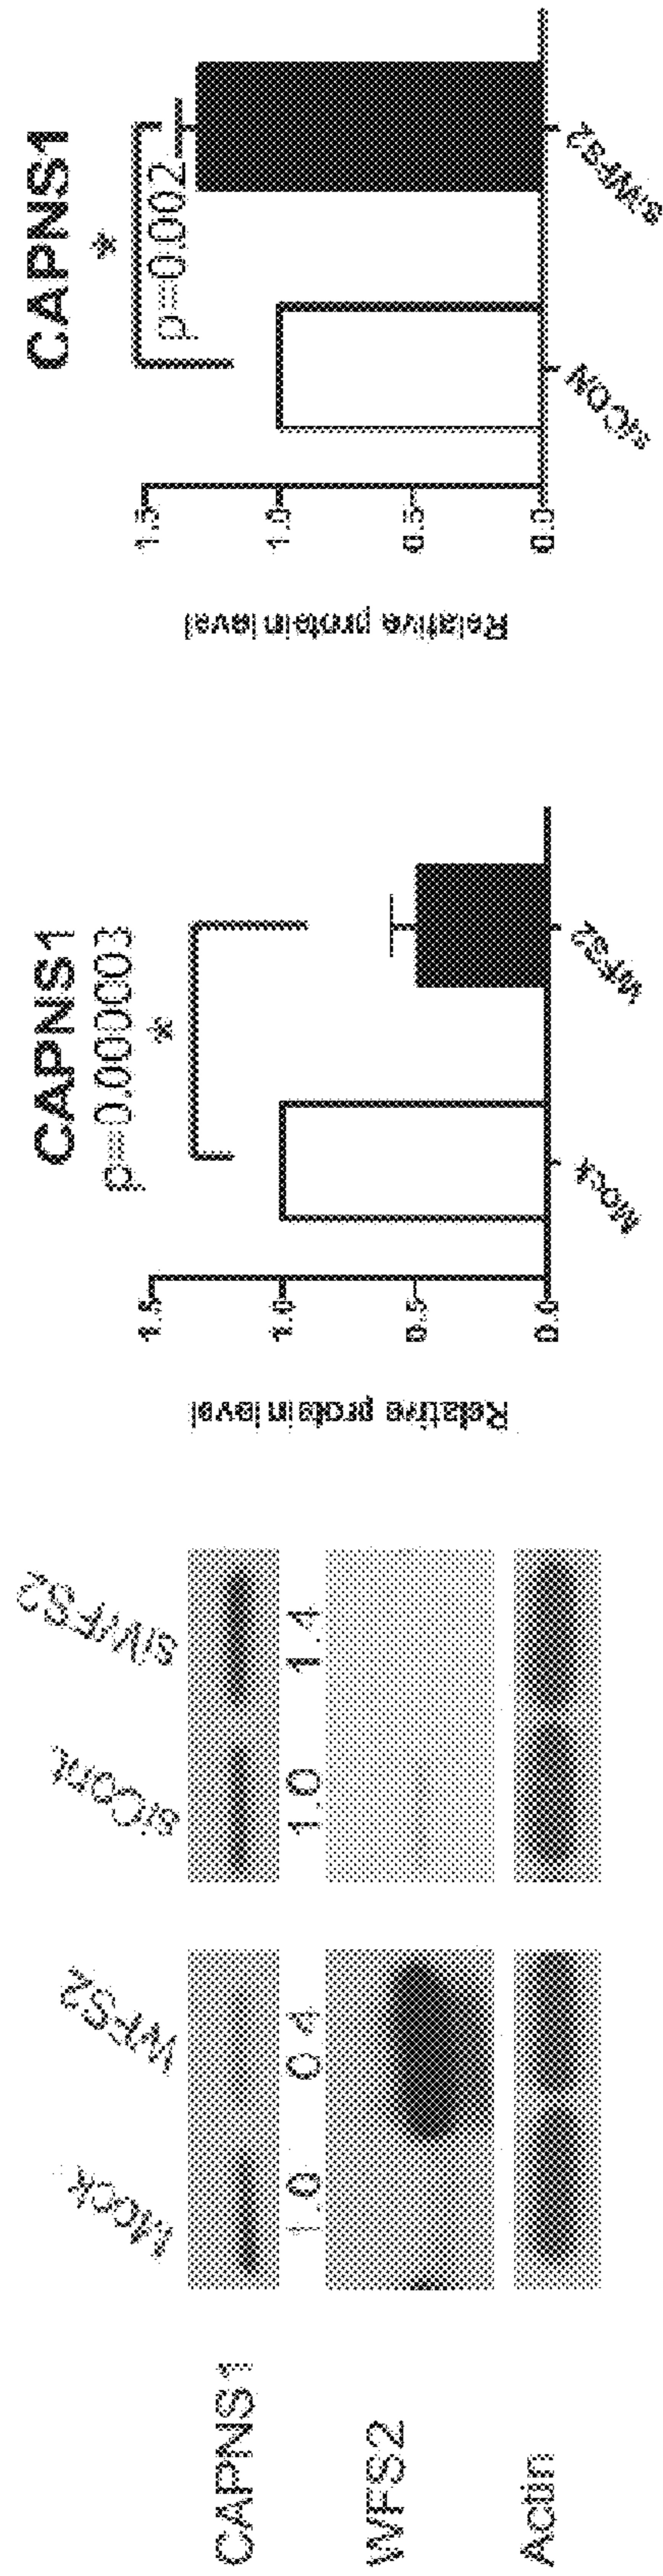 Mock
WFS2
siCont
siWFS2
CAPNS1
1.0
0.4
1.0
1.4
WFS2
Actin
CAPNS1
p=0.000003
*
Relative protein level
1.5
1.0
0.5
0.0
Mock
WFS2
CAPNS1
*
p=0.002
Relative protein level
1.5
1.0
0.5
0.0
siCON
siWFS2